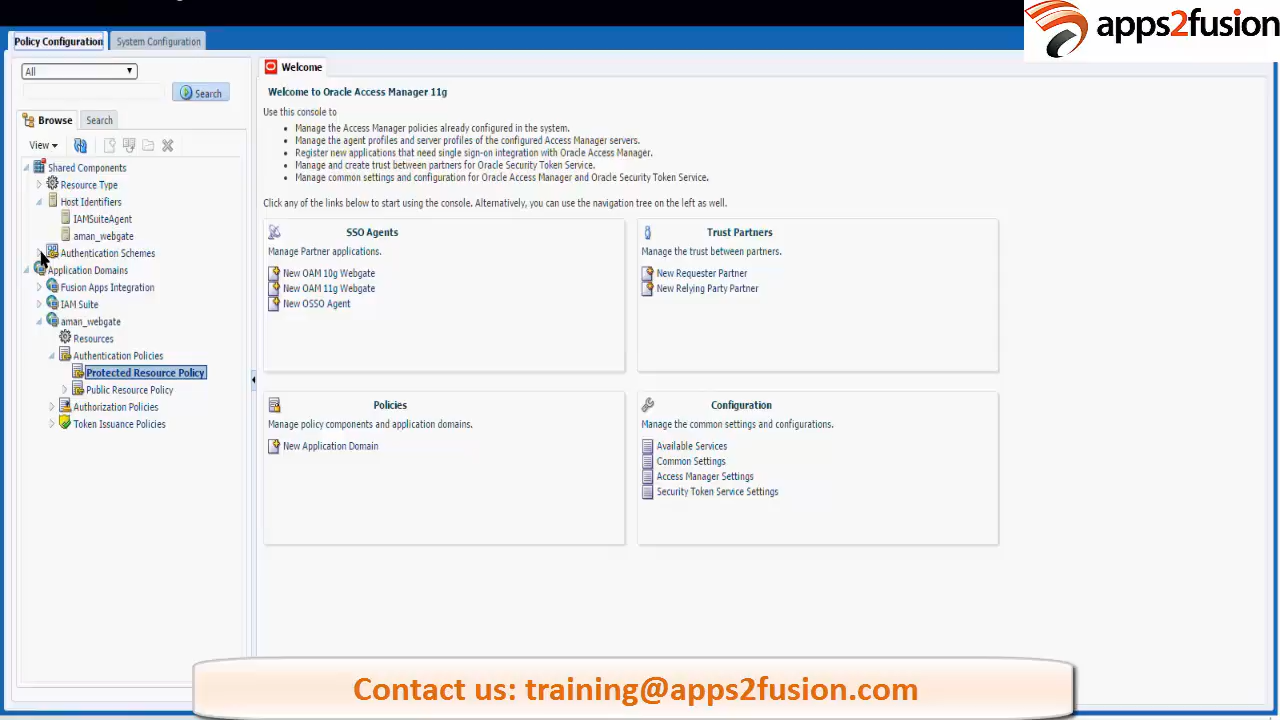 apps2fusion
Policy Configuration
System Configuration
All
Search
Browse
Search
View
Shared Components
Resource Type
Host Identifiers
IAMSuiteAgent
aman_webgate
Authentication Schemes
Application Domains
Fusion Apps Integration
IAM Suite
aman_webgate
Resources
Authentication Policies
Protected Resource Policy
Public Resource Policy
Authorization Policies
Token Issuance Policies
Welcome
Welcome to Oracle Access Manager 11g
Use this console to
Manage the Access Manager policies already configured in the system.
Manage the agent profiles and server profiles of the configured Access Manager servers.
Register new applications that need single sign-on integration with Oracle Access Manager.
Manage and create trust between partners for Oracle Security Token Service.
Manage common settings and configuration for Oracle Access Manager and Oracle Security Token Service.
Click any of the links below to start using the console. Alternatively, you can use the navigation tree on the left as well.
SSO Agents
Manage Partner applications.
New OAM 10g Webgate
New OAM 11g Webgate
New OSSO Agent
Trust Partners
Manage the trust between partners.
New Requester Partner
New Relying Party Partner
Policies
Manage policy components and application domains.
New Application Domain
Configuration
Manage the common settings and configurations.
Available Services
Common Settings
Access Manager Settings
Security Token Service Settings
Contact us: training@apps2fusion.com